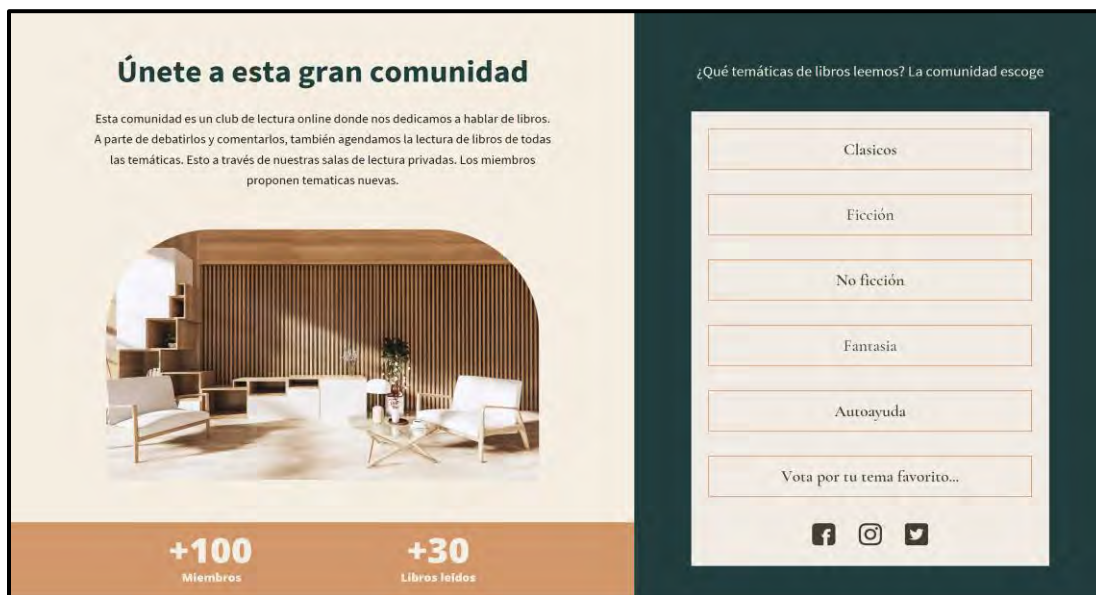 Únete a esta gran comunidad
Esta comunidad es un club de lectura online donde nos dedicamos a hablar de libros.
A parte de debatirlos y comentarlos, también agendamos la lectura de libros de todas
las temáticas. Esto a través de nuestras salas de lectura privadas. Los miembros
proponen tematicas nuevas.
+100
Miembros
+30
Libros leídos
¿Qué temáticas de libros leemos? La comunidad escoge
Clasicos
Ficción
No ficción
Fantasia
Autoayuda
Vota por tu tema favorito...